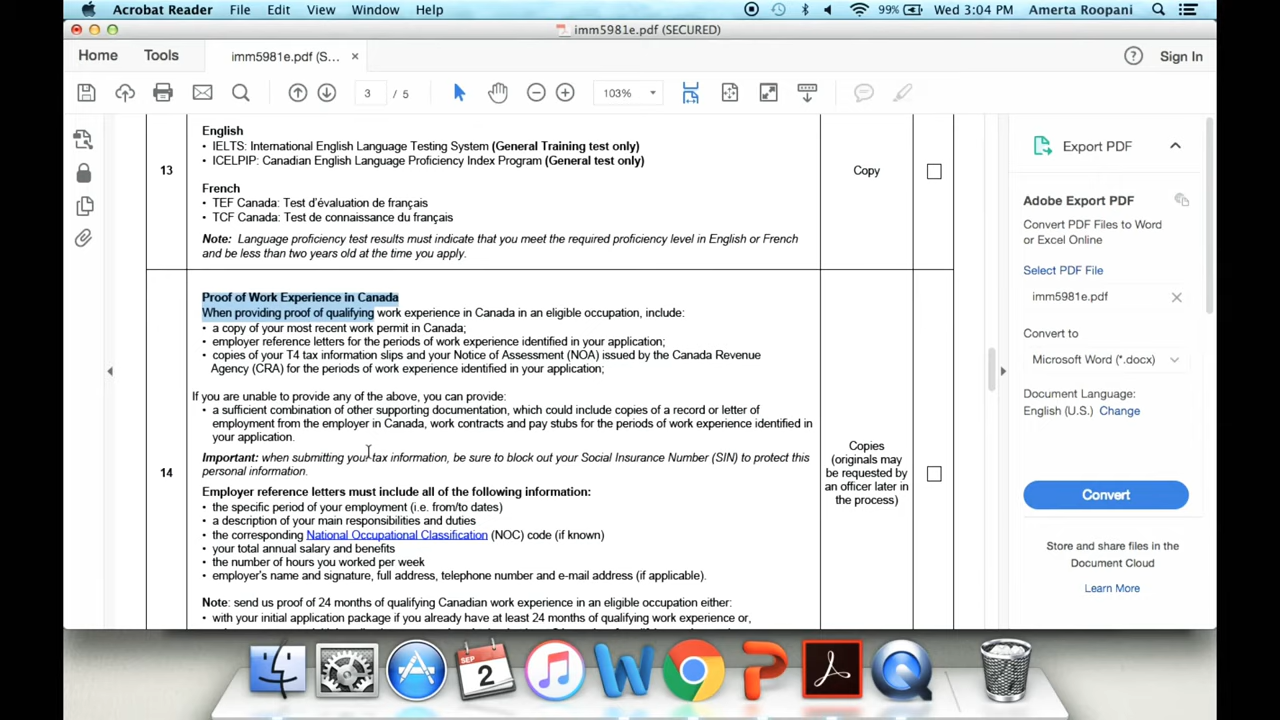 Acrobat Reader File Edit View Window Help 99% Wed 3:04 PM Amerta Roopani
imm5981e.pdf (SECURED)
Home Tools imm5981e.pdf (S... × ? Sign In
3 / 5 103%
English
• IELTS: International English Language Testing System (General Training test only)
• ICELPIP: Canadian English Language Proficiency Index Program (General test only)
13
Copy
French
• TEF Canada: Test d'évaluation de français
• TCF Canada: Test de connaissance du français
Note: Language proficiency test results must indicate that you meet the required proficiency level in English or French
and be less than two years old at the time you apply.
Proof of Work Experience in Canada
When providing proof of qualifying work experience in Canada in an eligible occupation, include:
• a copy of your most recent work permit in Canada;
• employer reference letters for the periods of work experience identified in your application;
• copies of your T4 tax information slips and your Notice of Assessment (NOA) issued by the Canada Revenue
Agency (CRA) for the periods of work experience identified in your application;
If you are unable to provide any of the above, you can provide:
• a sufficient combination of other supporting documentation, which could include copies of a record or letter of
employment from the employer in Canada, work contracts and pay stubs for the periods of work experience identified in
your application.
Important: when submitting your tax information, be sure to block out your Social Insurance Number (SIN) to protect this
personal information.
14
Copies
(originals may
be requested by
an officer later in
the process)
Employer reference letters must include all of the following information:
• the specific period of your employment (i.e. from/to dates)
• a description of your main responsibilities and duties
• the corresponding National Occupational Classification (NOC) code (if known)
• your total annual salary and benefits
• the number of hours you worked per week
• employer's name and signature, full address, telephone number and e-mail address (if applicable).
Note: send us proof of 24 months of qualifying Canadian work experience in an eligible occupation either:
• with your initial application package if you already have at least 24 months of qualifying work experience or,
Export PDF
Adobe Export PDF
Convert PDF Files to Word
or Excel Online
Select PDF File
imm5981e.pdf ×
Convert to
Microsoft Word (*.docx)
Document Language:
English (U.S.) Change
Convert
Store and share files in the
Document Cloud
Learn More
SEP
2